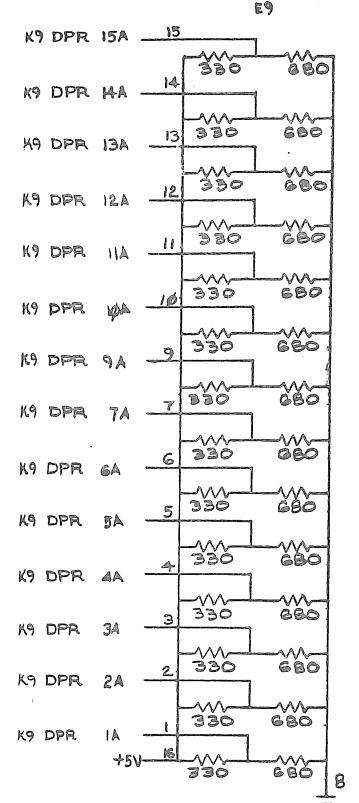 E9
K9 DPR 15A 15
330 680
K9 DPR 14A 14
330 680
K9 DPR 13A 13
330 680
K9 DPR 12A 12
330 680
K9 DPR 11A 11
330 680
K9 DPR 1ØA 1Ø
330 680
K9 DPR 9A 9
330 680
K9 DPR 7A 7
330 680
K9 DPR 6A 6
330 680
K9 DPR 5A 5
330 680
K9 DPR 4A 4
330 680
K9 DPR 3A 3
330 680
K9 DPR 2A 2
330 680
K9 DPR 1A 1
+5V 16
330 680
8